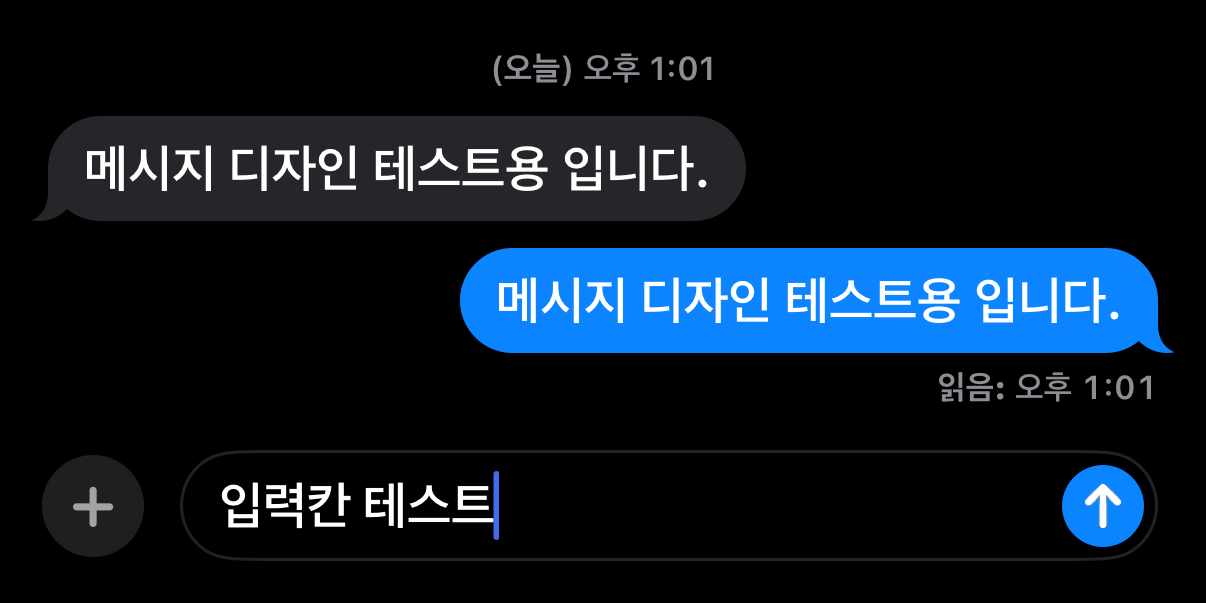 (오늘) 오후 1:01
메시지 디자인 테스트용 입니다.
메시지 디자인 테스트용 입니다.
읽음: 오후 1:01
입력칸 테스트